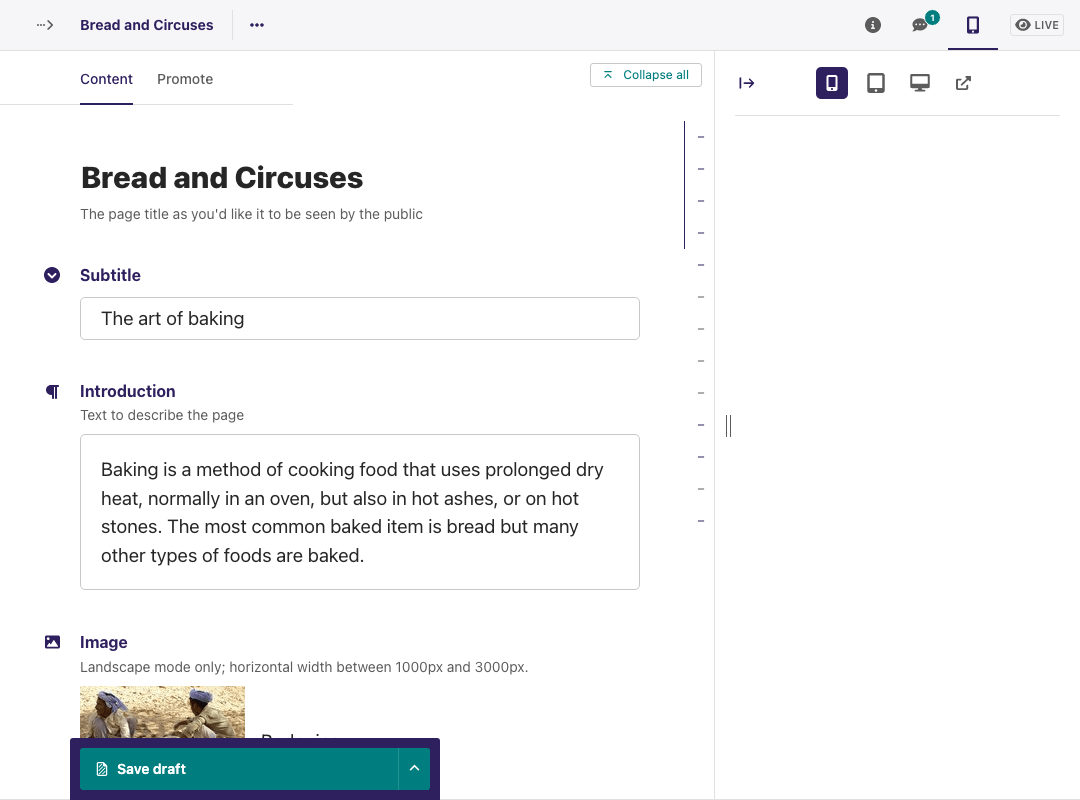 Bread and Circuses
1
LIVE
Content
Promote
Collapse all
Bread and Circuses
The page title as you'd like it to be seen by the public
Subtitle
The art of baking
Introduction
Text to describe the page
Baking is a method of cooking food that uses prolonged dry
heat, normally in an oven, but also in hot ashes, or on hot
stones. The most common baked item is bread but many
other types of foods are baked.
Image
Landscape mode only; horizontal width between 1000px and 3000px.
Save draft